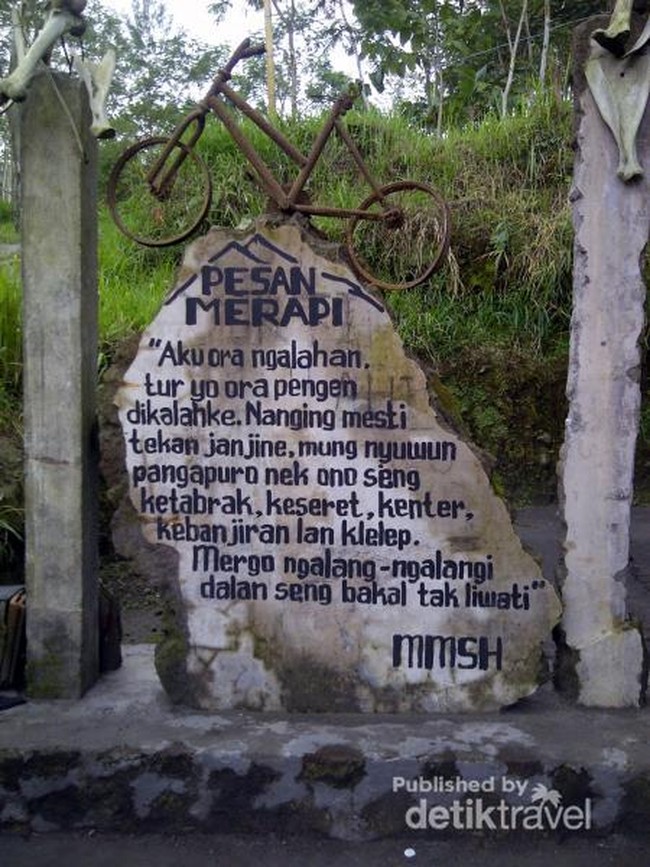 PESAN
MERAPI
"Aku ora ngalahan,
tur yo ora pengen
dikalahke. Nanging mesti
tekan janjine, mung nyuwun
pangapuro nek ono seng
ketabrak, keseret, kenter,
kebanjiran lan klelep.
Mergo ngalang-ngalangi
dalan seng bakal tak liwati"
MMSH
Published by
detiktravel